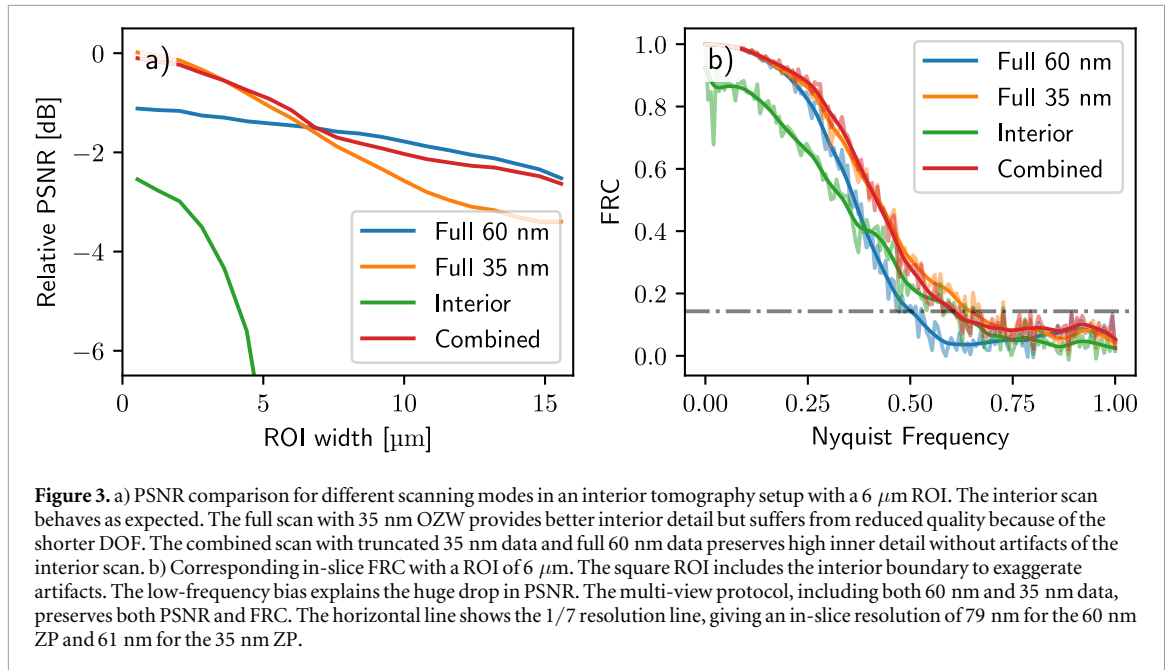 a)
0
−2
−4
−6
Relative PSNR [dB]
Full 60 nm
Full 35 nm
Interior
Combined
0
5
10
15
ROI width [μm]
b)
1.0
0.8
0.6
0.4
0.2
0.0
FRC
Full 60 nm
Full 35 nm
Interior
Combined
0.00
0.25
0.50
0.75
1.00
Nyquist Frequency
Figure 3. a) PSNR comparison for different scanning modes in an interior tomography setup with a 6 μm ROI. The interior scan
behaves as expected. The full scan with 35 nm OZW provides better interior detail but suffers from reduced quality because of the
shorter DOF. The combined scan with truncated 35 nm data and full 60 nm data preserves high inner detail without artifacts of the
interior scan. b) Corresponding in-slice FRC with a ROI of 6 μm. The square ROI includes the interior boundary to exaggerate
artifacts. The low-frequency bias explains the huge drop in PSNR. The multi-view protocol, including both 60 nm and 35 nm data,
preserves both PSNR and FRC. The horizontal line shows the 1/7 resolution line, giving an in-slice resolution of 79 nm for the 60 nm
ZP and 61 nm for the 35 nm ZP.